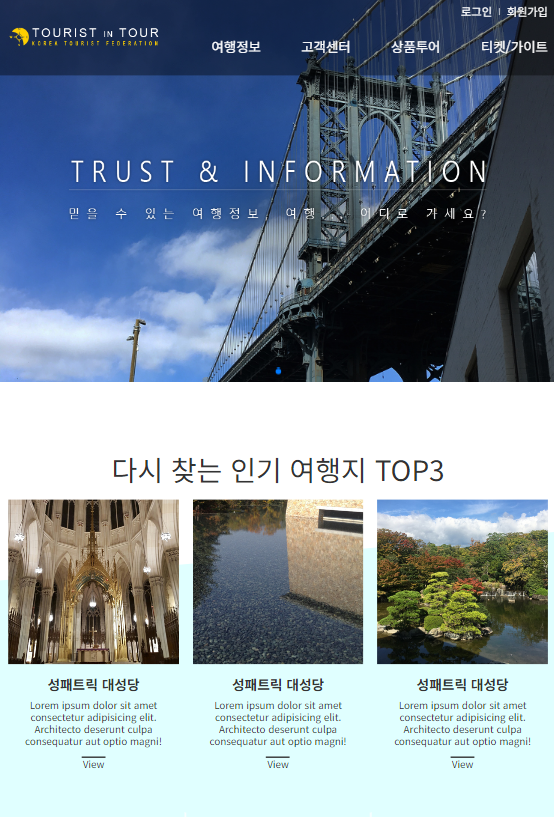 로그인 | 회원가입
TOURIST IN TOUR
KOREA TOURIST FEDERATION
여행정보 고객센터 상품투어 티켓/가이트
TRUST & INFORMATION
믿을 수 있는 여행정보, 여행 어디로 가세요?
다시 찾는 인기 여행지 TOP3
성패트릭 대성당
Lorem ipsum dolor sit amet
consectetur adipisicing elit.
Architecto deserunt culpa
consequatur aut optio magni!
View
성패트릭 대성당
Lorem ipsum dolor sit amet
consectetur adipisicing elit.
Architecto deserunt culpa
consequatur aut optio magni!
View
성패트릭 대성당
Lorem ipsum dolor sit amet
consectetur adipisicing elit.
Architecto deserunt culpa
consequatur aut optio magni!
View